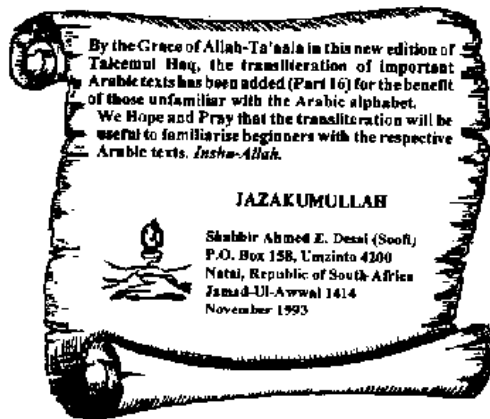 By the Grace of Allah-Ta'aala in this new edition of
Ta'leemul Haq, the transliteration of important
Arabic texts has been added (Part 16) for the benefit
of those unfamiliar with the Arabic alphabet.
We Hope and Pray that the transliteration will be
useful to familiarise beginners with the respective
Arabic texts. Insha-Allah.
JAZAKUMULLAH
Shabbir Ahmed E. Desai (Soofi)
P.O. Box 158, Umzinto 4200
Natal, Republic of South Africa
Jamad-Ul-Awwal 1414
November 1993